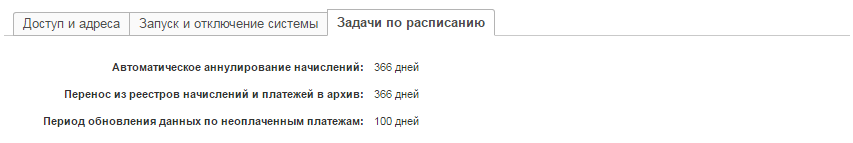 Доступ и адреса Запуск и отключение системы Задачи по расписанию
Автоматическое аннулирование начислений: 366 дней
Перенос из реестров начислений и платежей в архив: 366 дней
Период обновления данных по неоплаченным платежам: 100 дней